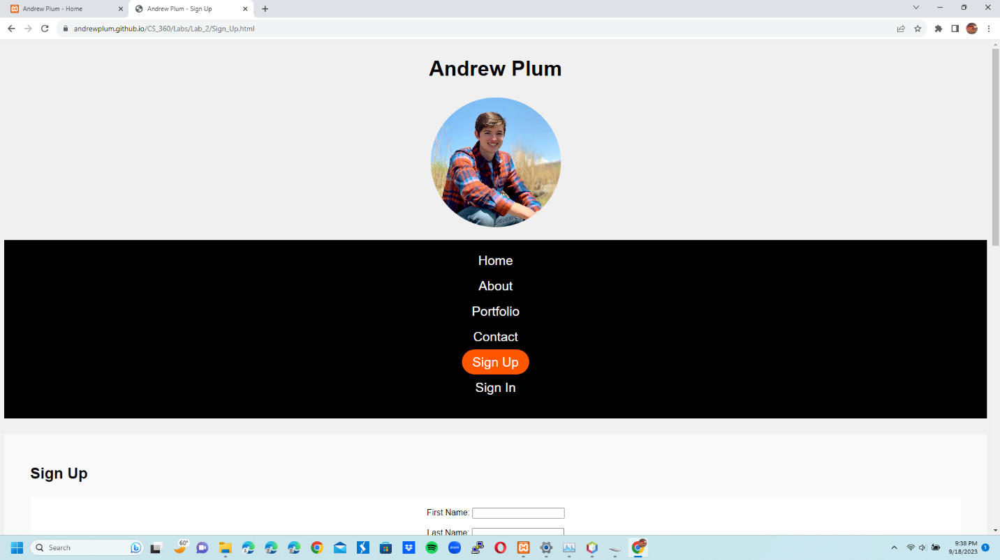 Andrew Plum - Home
Andrew Plum - Sign Up
andrewplum.github.io/CS_360/Labs/Lab_2/Sign_Up.html
Andrew Plum
Home
About
Portfolio
Contact
Sign Up
Sign In
Sign Up
First Name:
Last Name:
Search
60°
zoom
9:38 PM
9/18/2023
1